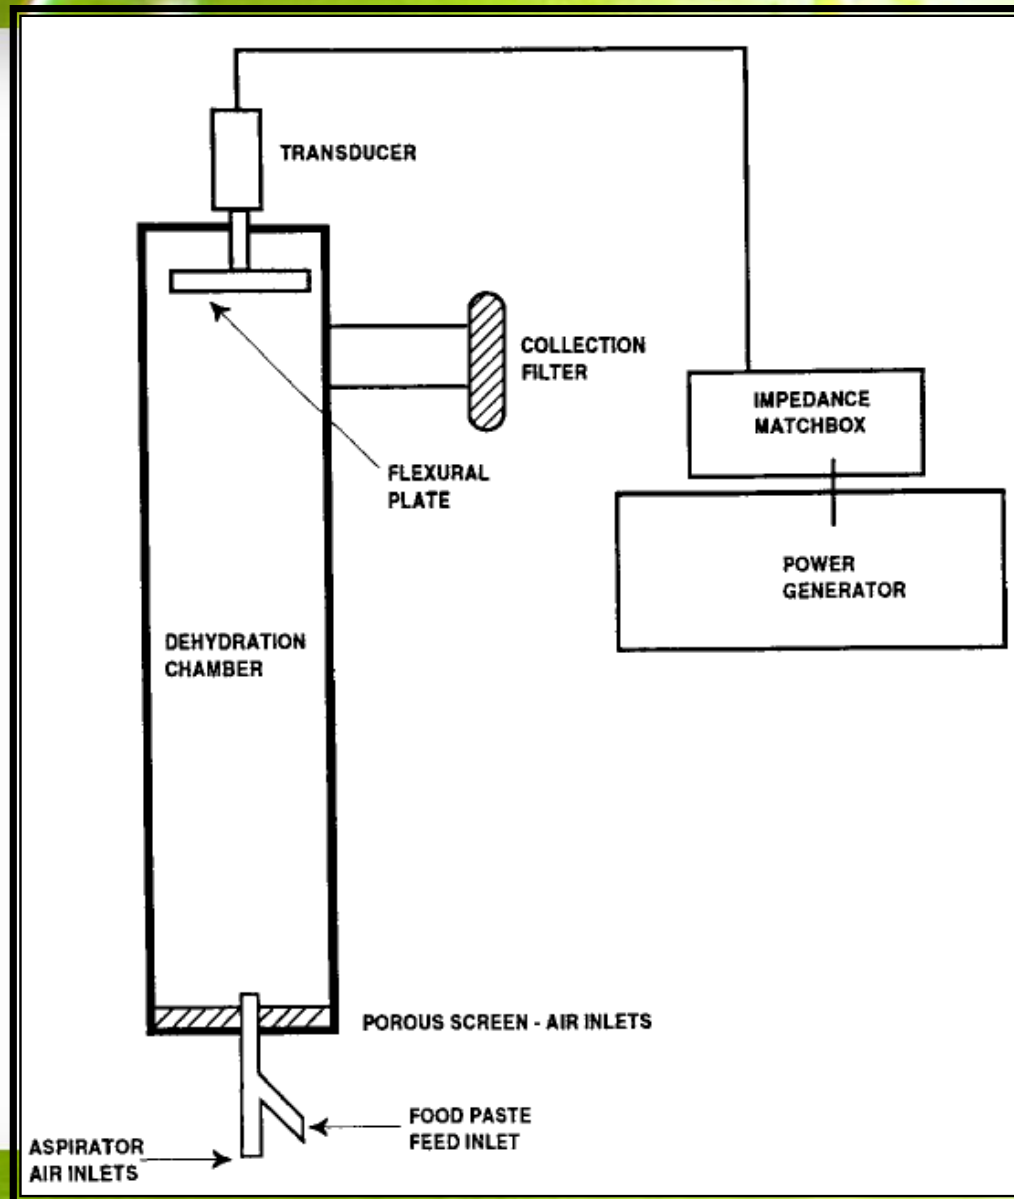 TRANSDUCER
COLLECTION
FILTER
IMPEDANCE
MATCHBOX
FLEXURAL
PLATE
POWER
GENERATOR
DEHYDRATION
CHAMBER
POROUS SCREEN - AIR INLETS
FOOD PASTE
FEED INLET
ASPIRATOR
AIR INLETS